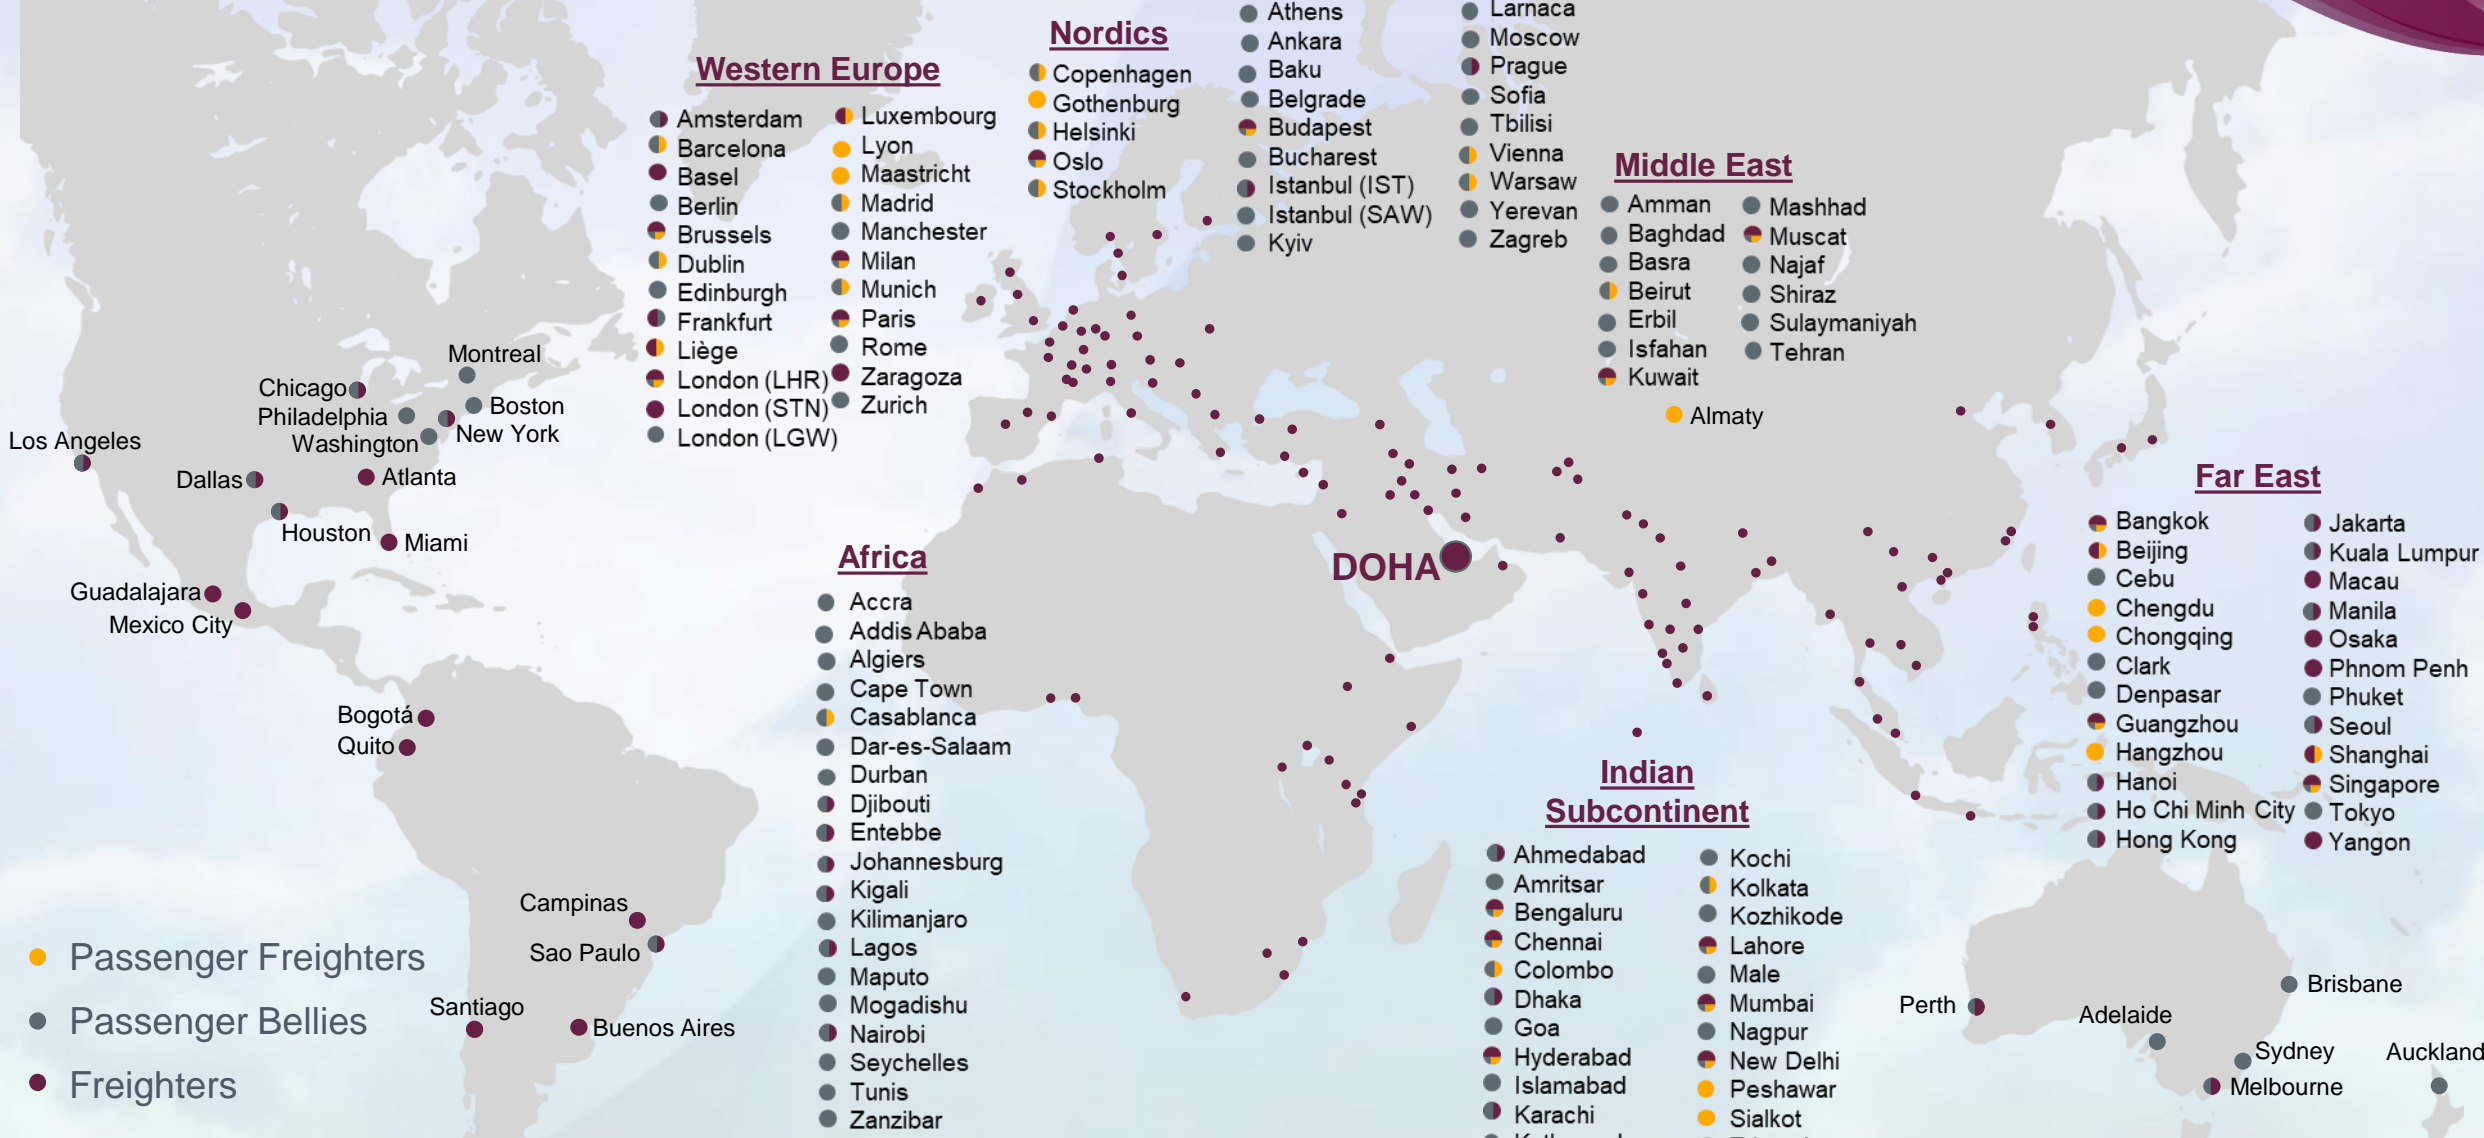 Nordics
Copenhagen
Gothenburg
Helsinki
Oslo
Stockholm
Athens
Ankara
Baku
Belgrade
Budapest
Bucharest
Istanbul (IST)
Istanbul (SAW)
Kyiv
Larnaca
Moscow
Prague
Sofia
Tbilisi
Vienna
Warsaw
Yerevan
Zagreb
Western Europe
Amsterdam
Barcelona
Basel
Berlin
Brussels
Dublin
Edinburgh
Frankfurt
Liège
London (LHR)
London (STN)
London (LGW)
Luxembourg
Lyon
Maastricht
Madrid
Manchester
Milan
Munich
Paris
Rome
Zaragoza
Zurich
Middle East
Amman
Baghdad
Basra
Beirut
Erbil
Isfahan
Kuwait
Mashhad
Muscat
Najaf
Shiraz
Sulaymaniyah
Tehran
Almaty
Montreal
Chicago
Philadelphia
Boston
New York
Washington
Los Angeles
Dallas
Atlanta
Houston
Miami
Guadalajara
Mexico City
Bogotá
Quito
Campinas
Sao Paulo
Santiago
Buenos Aires
DOHA
Africa
Accra
Addis Ababa
Algiers
Cape Town
Casablanca
Dar-es-Salaam
Durban
Djibouti
Entebbe
Johannesburg
Kigali
Kilimanjaro
Lagos
Maputo
Mogadishu
Nairobi
Seychelles
Tunis
Zanzibar
Far East
Bangkok
Beijing
Cebu
Chengdu
Chongqing
Clark
Denpasar
Guangzhou
Hangzhou
Hanoi
Ho Chi Minh City
Hong Kong
Jakarta
Kuala Lumpur
Macau
Manila
Osaka
Phnom Penh
Phuket
Seoul
Shanghai
Singapore
Tokyo
Yangon
Indian
Subcontinent
Ahmedabad
Amritsar
Bengaluru
Chennai
Colombo
Dhaka
Goa
Hyderabad
Islamabad
Karachi
Kochi
Kolkata
Kozhikode
Lahore
Male
Mumbai
Nagpur
New Delhi
Peshawar
Sialkot
Perth
Adelaide
Brisbane
Sydney
Melbourne
Auckland
Passenger Freighters
Passenger Bellies
Freighters